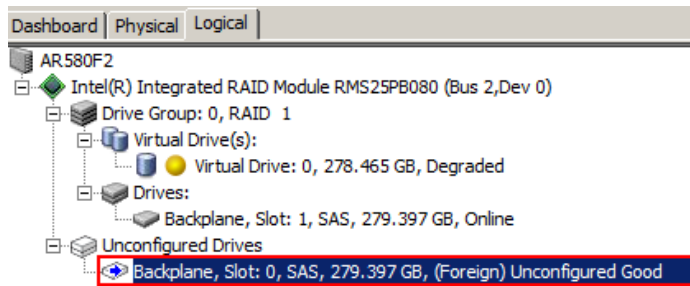 Dashboard Physical Logical
AR580F2
Intel(R) Integrated RAID Module RMS25PB080 (Bus 2,Dev 0)
Drive Group: 0, RAID 1
Virtual Drive(s):
Virtual Drive: 0, 278.465 GB, Degraded
Drives:
Backplane, Slot: 1, SAS, 279.397 GB, Online
Unconfigured Drives
Backplane, Slot: 0, SAS, 279.397 GB, (Foreign) Unconfigured Good